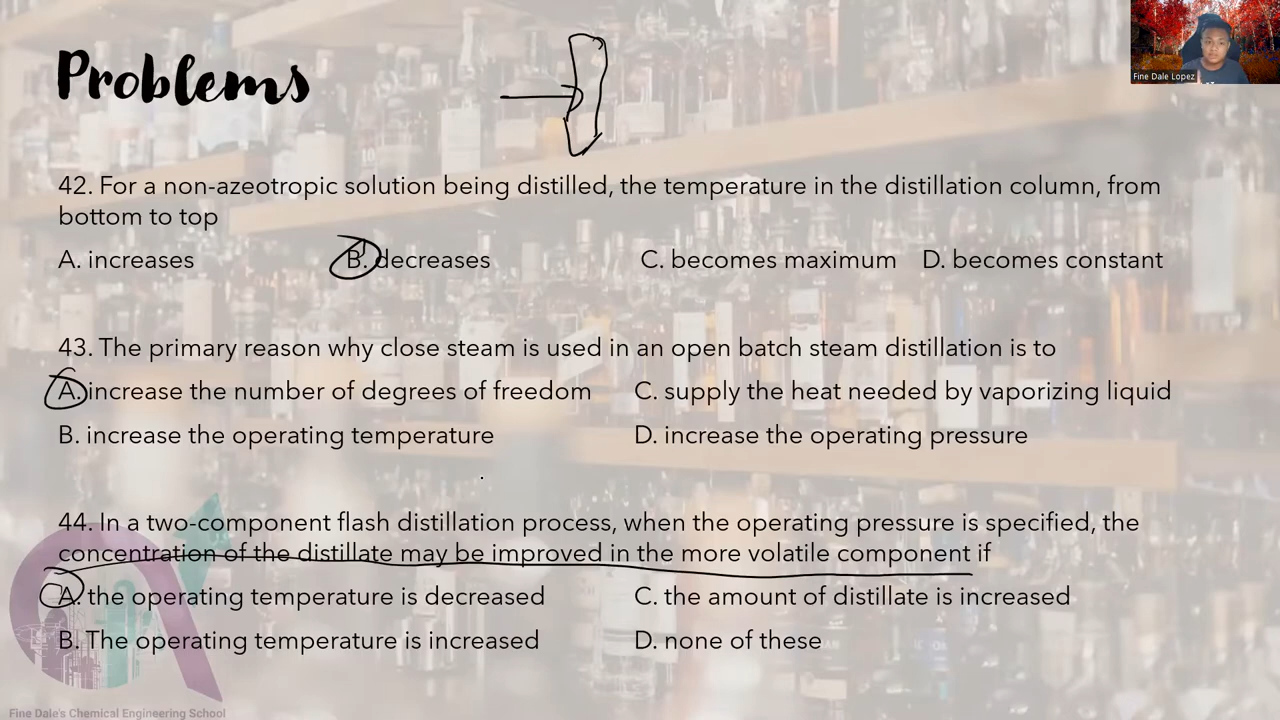 Problems
Fine Dale Lopez
42. For a non-azeotropic solution being distilled, the temperature in the distillation column, from
bottom to top
A. increases B. decreases C. becomes maximum D. becomes constant
43. The primary reason why close steam is used in an open batch steam distillation is to
A. increase the number of degrees of freedom C. supply the heat needed by vaporizing liquid
B. increase the operating temperature D. increase the operating pressure
44. In a two-component flash distillation process, when the operating pressure is specified, the
concentration of the distillate may be improved in the more volatile component if
A. the operating temperature is decreased C. the amount of distillate is increased
B. The operating temperature is increased D. none of these
Fine Dale's Chemical Engineering School